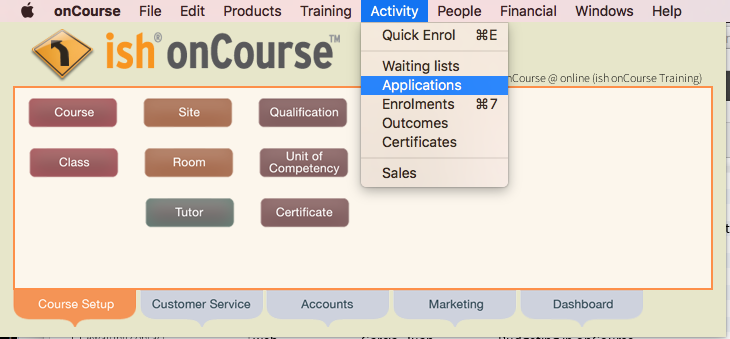 onCourse File Edit Products Training Activity People Financial Windows Help
Quick Enrol ⌘E
Waiting lists
Applications
Enrolments ⌘7
Outcomes
Certificates
Sales
ish® onCourse™
onCourse @ online (ish onCourse Training)
Course Site Qualification
Class Room Unit of
Competency
Tutor Certificate
Course Setup Customer Service Accounts Marketing Dashboard